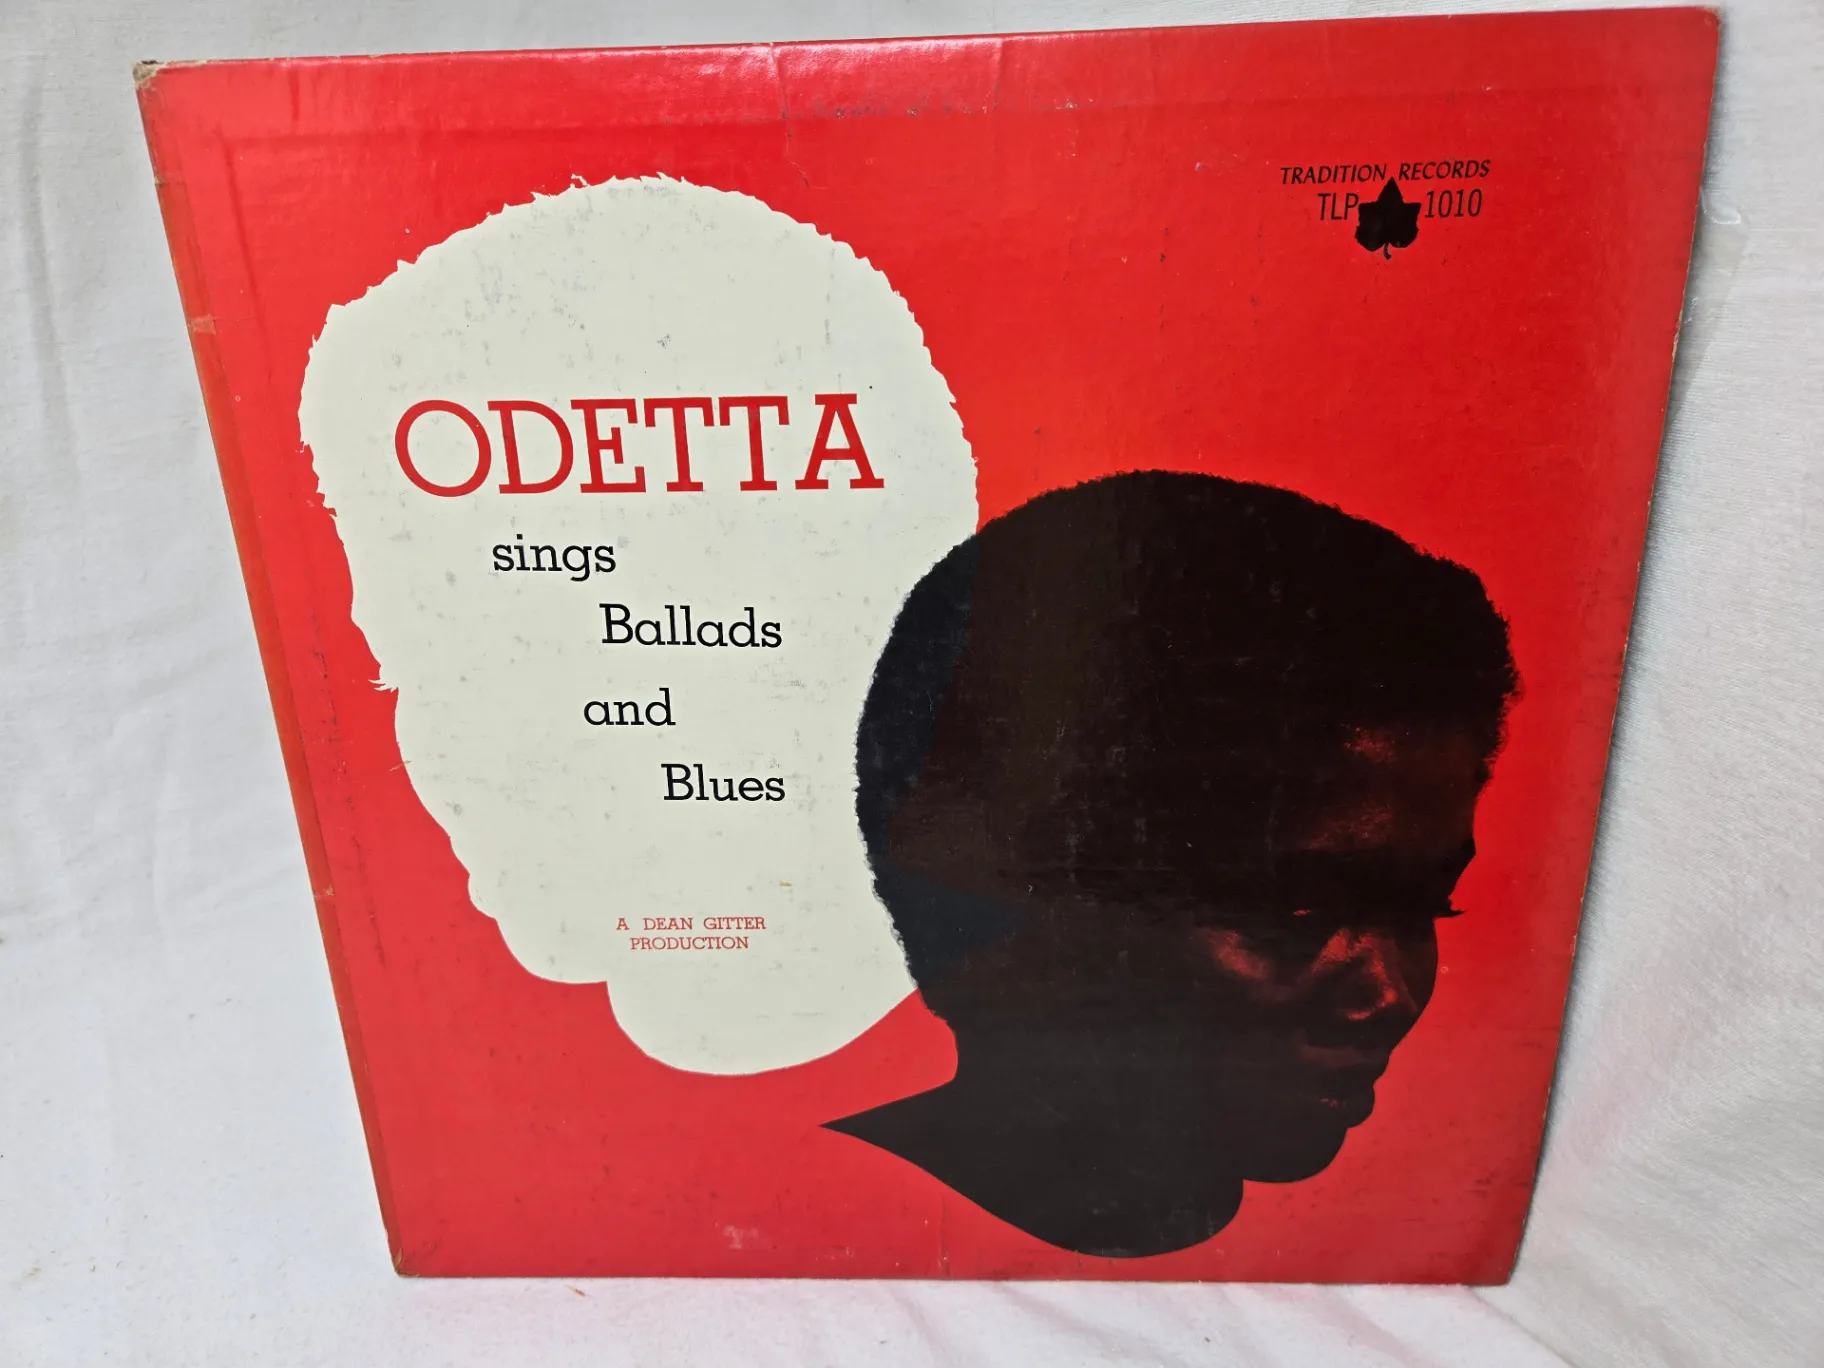 TRADITION RECORDS
TLP 1010
ODETTA
sings
Ballads
and
Blues
A DEAN GITTER
PRODUCTION